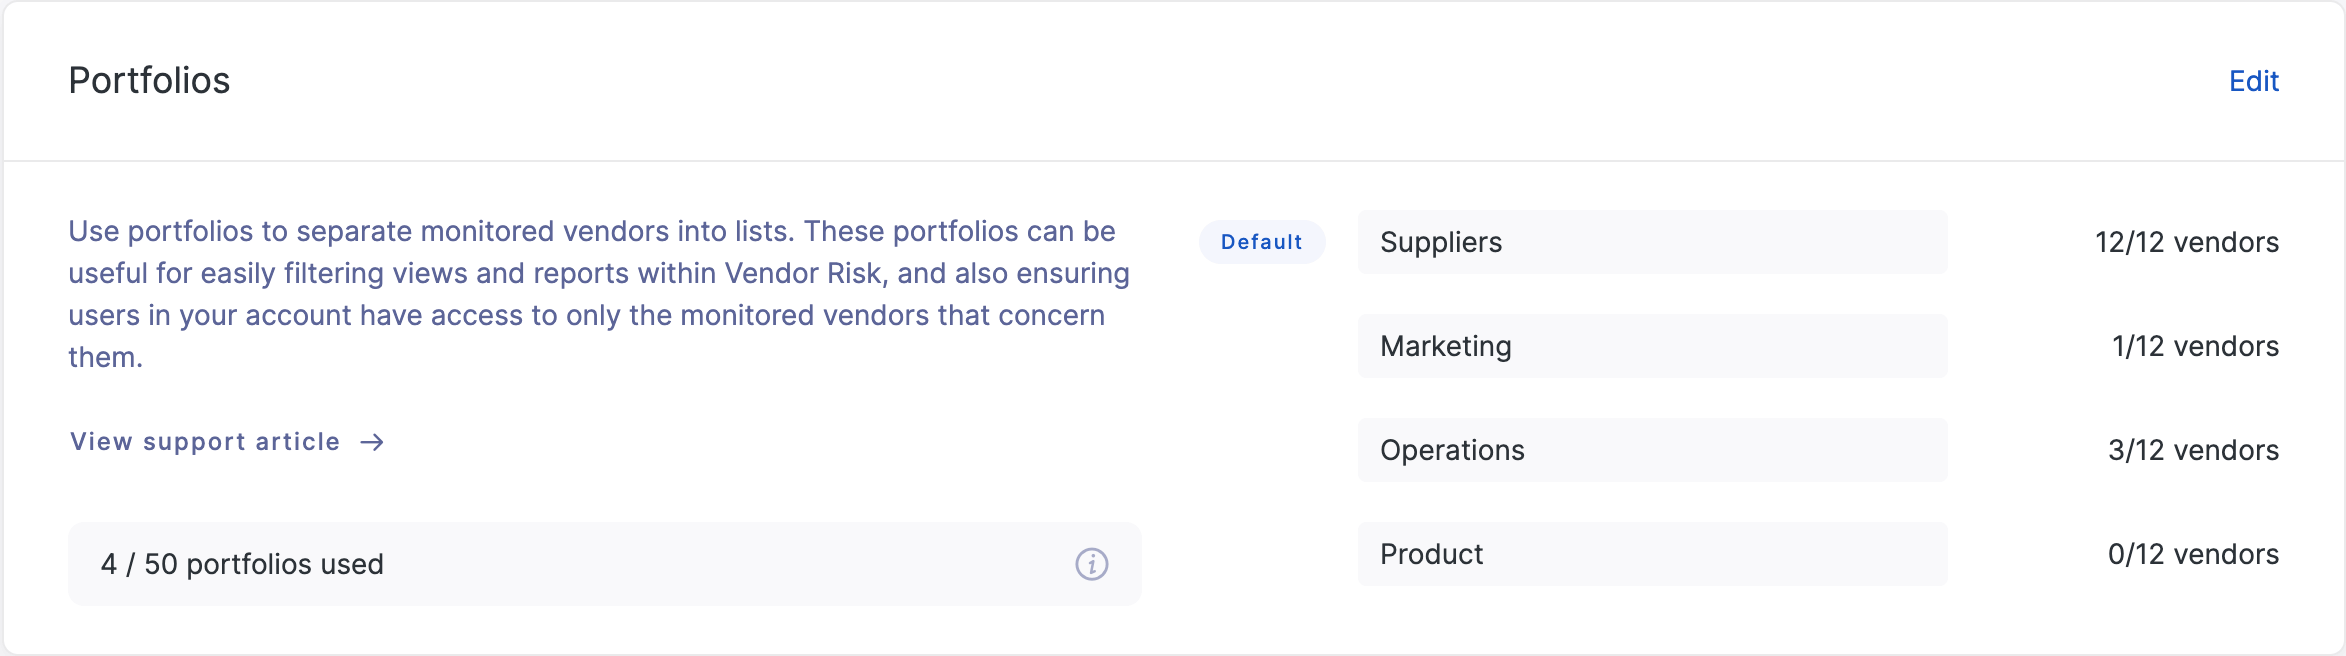 Portfolios
Edit
Use portfolios to separate monitored vendors into lists. These portfolios can be
useful for easily filtering views and reports within Vendor Risk, and also ensuring
users in your account have access to only the monitored vendors that concern
them.
View support article →
4 / 50 portfolios used
Default
Suppliers
12/12 vendors
Marketing
1/12 vendors
Operations
3/12 vendors
Product
0/12 vendors